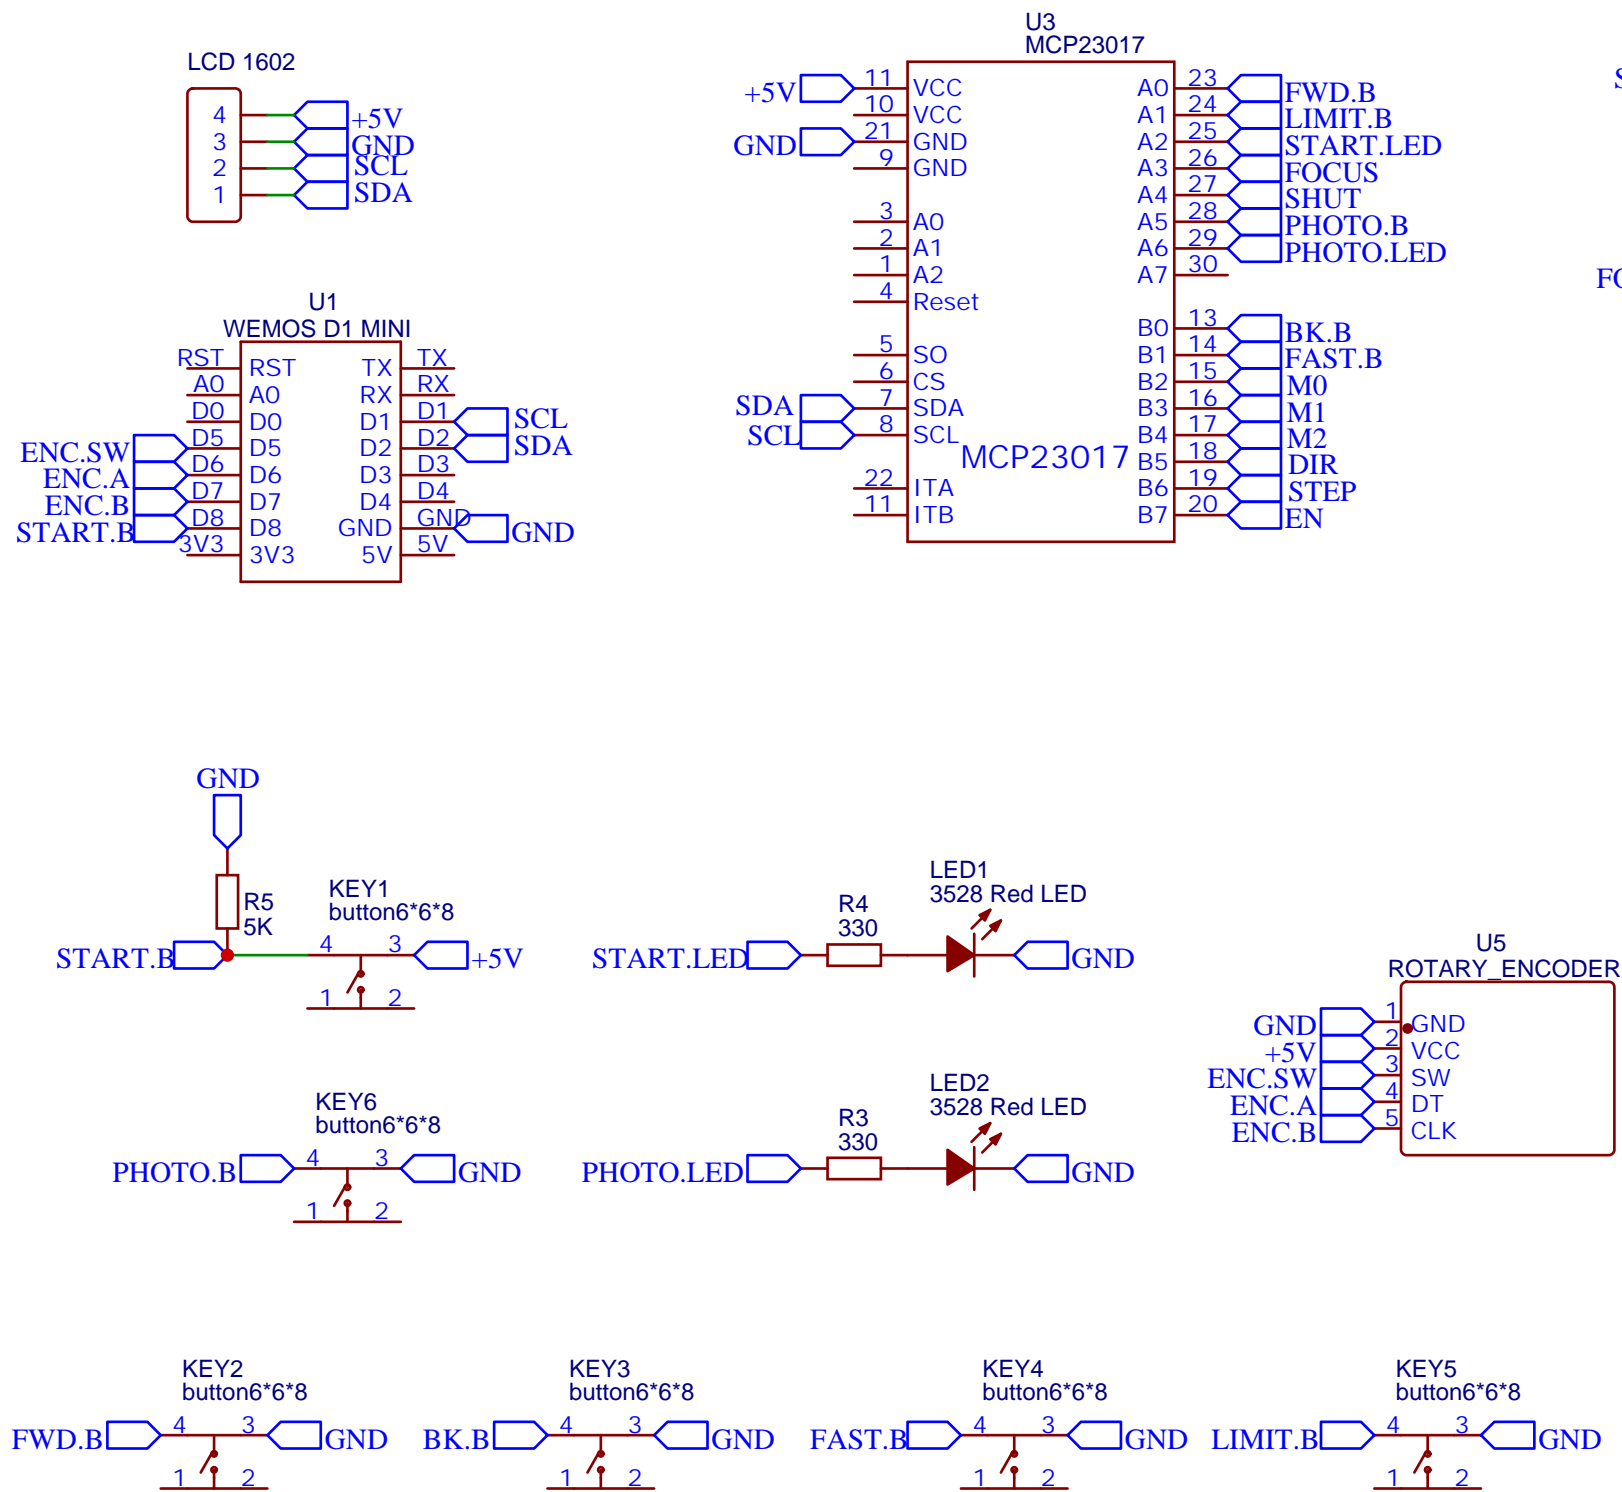 LCD 1602
4 +5V
3 GND
2 SCL
1 SDA
U1
WEMOS D1 MINI
RST RST TX TX
A0 A0 RX RX
D0 D0 D1 D1 SCL
ENC.SW D5 D5 D2 D2 SDA
ENC.A D6 D6 D3 D3
ENC.B D7 D7 D4 D4
START.B D8 D8 GND GND GND
3V3 3V3 5V 5V
U3
MCP23017
+5V 11 VCC A0 23 FWD.B
10 VCC A1 24 LIMIT.B
GND 21 GND A2 25 START.LED
9 GND A3 26 FOCUS
A4 27 SHUT
3 A0 A5 28 PHOTO.B
2 A1 A6 29 PHOTO.LED
1 A2 A7 30
4 Reset
B0 13 BK.B
5 SO B1 14 FAST.B
6 CS B2 15 M0
SDA 7 SDA B3 16 M1
SCL 8 SCL B4 17 M2
MCP23017
B5 18 DIR
22 ITA B6 19 STEP
11 ITB B7 20 EN
GND
R5
5K
KEY1
button6*6*8
START.B 4 3 +5V
1 2
R4
330
LED1
3528 Red LED
START.LED GND
KEY6
button6*6*8
PHOTO.B 4 3 GND
1 2
R3
330
LED2
3528 Red LED
PHOTO.LED GND
U5
ROTARY_ENCODER
GND 1 GND
+5V 2 VCC
ENC.SW 3 SW
ENC.A 4 DT
ENC.B 5 CLK
KEY2
button6*6*8
FWD.B 4 3 GND
1 2
KEY3
button6*6*8
BK.B 4 3 GND
1 2
KEY4
button6*6*8
FAST.B 4 3 GND
1 2
KEY5
button6*6*8
LIMIT.B 4 3 GND
1 2